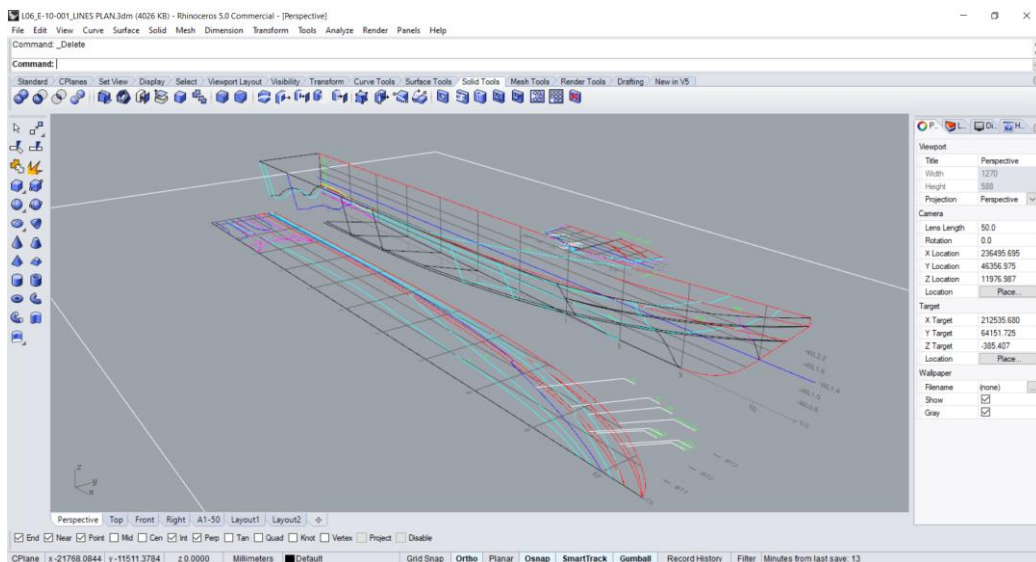 L06_E-10-001_LINES PLAN.3dm (4026 KB) - Rhinoceros 5.0 Commercial - [Perspective]
File Edit View Curve Surface Solid Mesh Dimension Transform Tools Analyze Render Panels Help
Command: _Delete
Command:
Standard CPlanes Set View Display Select Viewport Layout Visibility Transform Curve Tools Surface Tools Solid Tools Mesh Tools Render Tools Drafting New in V5
P... L... Di... H...
Viewport
Title Perspective
Width 1270
Height 588
Projection Perspective
Camera
Lens Length 50.0
Rotation 0.0
X Location 236495.695
Y Location 46356.975
Z Location 11976.987
Location Place...
Target
X Target 212535.680
Y Target 64151.725
Z Target -385.407
Location Place...
Wallpaper
Filename (none) ...
Show
Gray
10
z
y
x
Perspective Top Front Right A1-50 Layout1 Layout2
End Near Point Mid Cen Int Perp Tan Quad Knot Vertex Project Disable
CPlane x -21768.0844 y -11511.3784 z 0.0000 Millimeters Default Grid Snap Ortho Planar Osnap SmartTrack Gumball Record History Filter Minutes from last save: 13